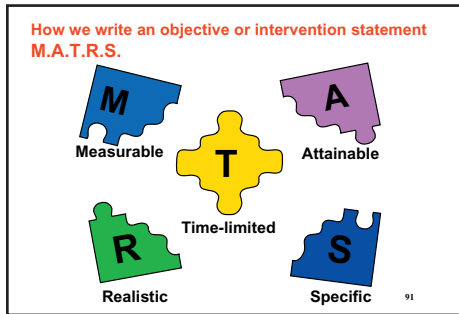 How we write an objective or intervention statement
M.A.T.R.S.
M
A
Measurable
Attainable
T
Time-limited
R
S
Realistic
Specific
91